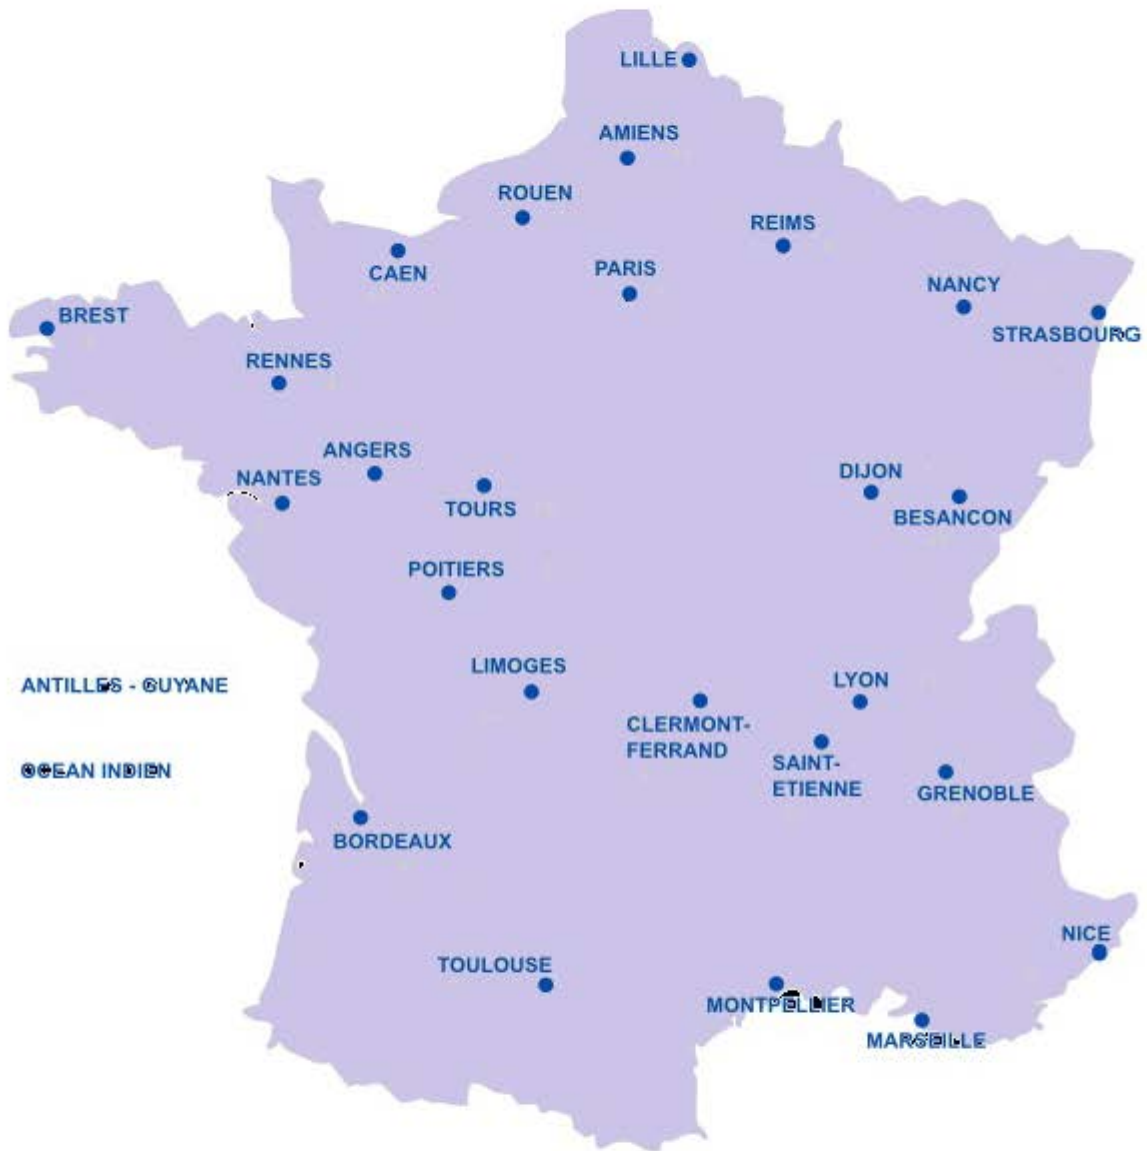 LILLE
AMIENS
ROUEN
REIMS
CAEN
PARIS
NANCY
BREST
STRASBOURG
RENNES
ANGERS
NANTES
DIJON
TOURS
BESANCON
POITIERS
LIMOGES
ANTILLES - GUYANE
LYON
CLERMONT-
FERRAND
SAINT-
ETIENNE
OCEAN INDIEN
GRENOBLE
BORDEAUX
NICE
TOULOUSE
MONTPELLIER
MARSEILLE